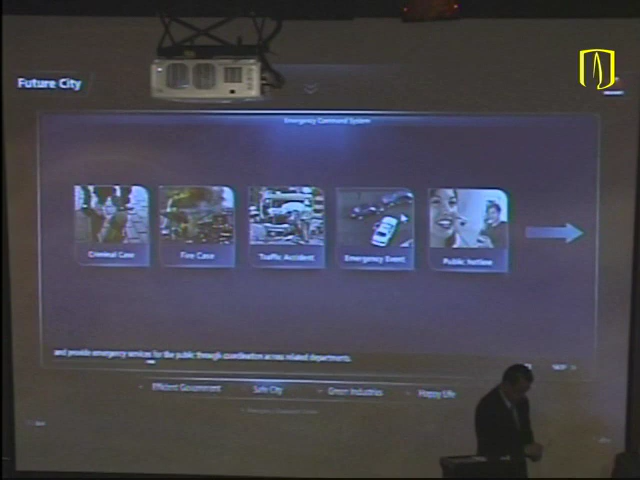 Future City
Emergency Command System
Criminal Case
Fire Case
Traffic Accident
Emergency Event
Public hotline
and provide emergency services for the public through coordination across related departments.
Efficient Government
Safe City
Green Industries
Happy Life